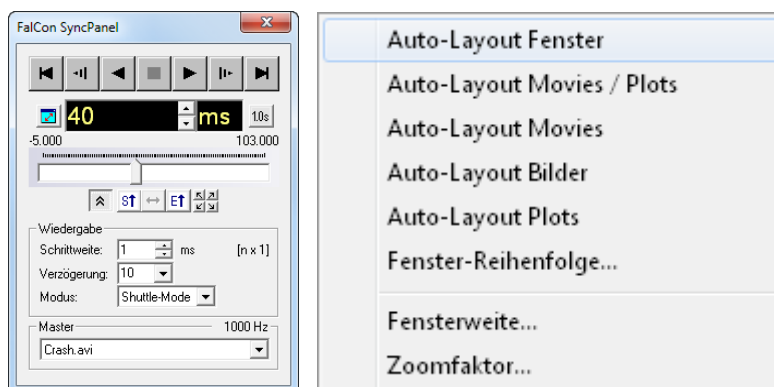 FalCon SyncPanel
40 ms 1.0s
-5.000 103.000
S E
Wiedergabe
Schrittweite: 1 ms [n x 1]
Verzögerung: 10
Modus: Shuttle-Mode
Master 1000 Hz
Crash.avi
Auto-Layout Fenster
Auto-Layout Movies / Plots
Auto-Layout Movies
Auto-Layout Bilder
Auto-Layout Plots
Fenster-Reihenfolge...
Fensterweite...
Zoomfaktor...